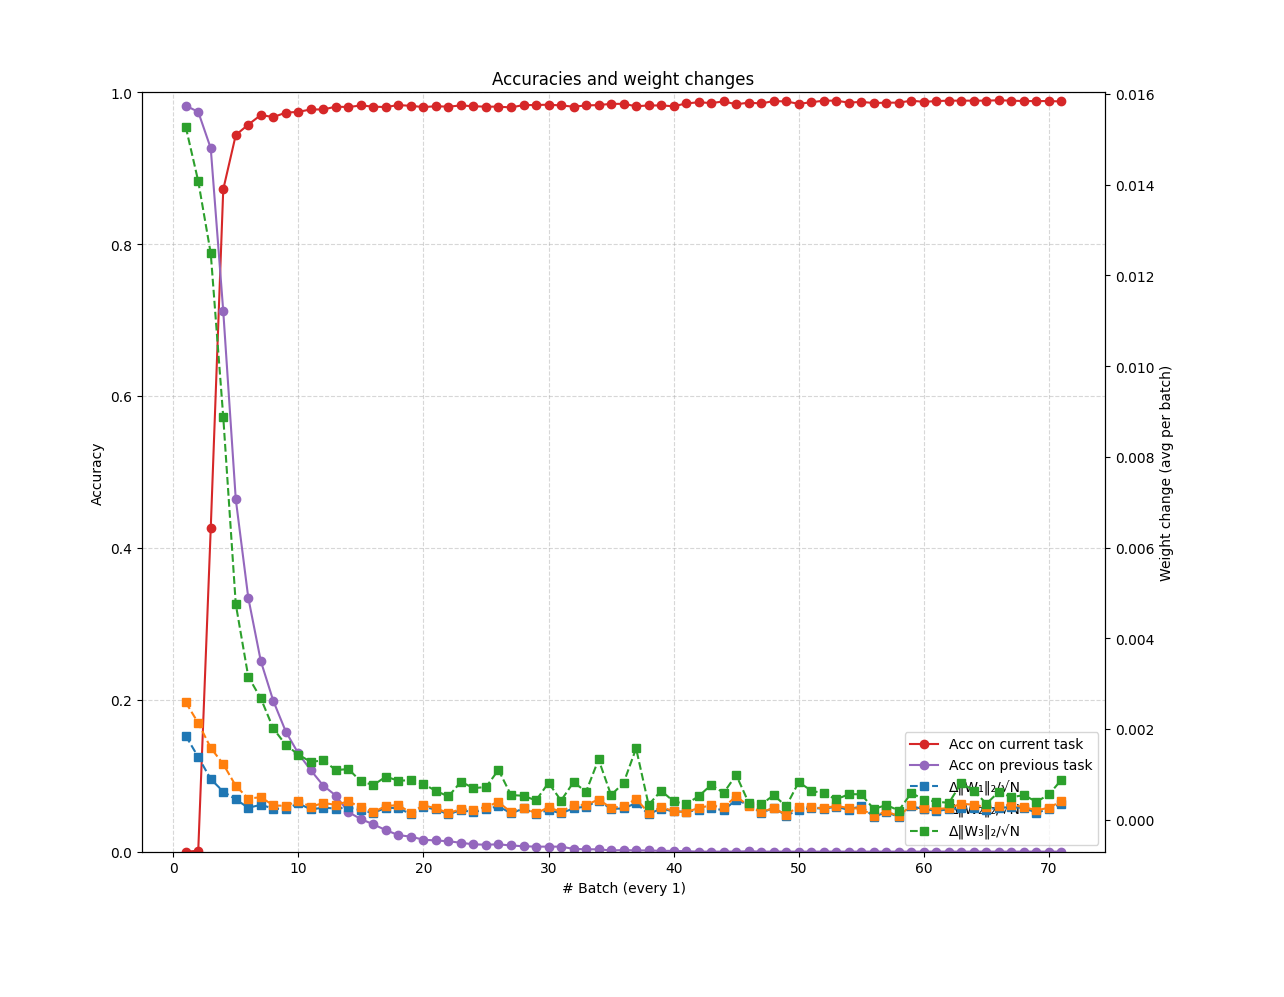 Accuracies and weight changes
1.0
0.8
0.6
0.4
0.2
0.0
Accuracy
0
10
20
30
40
50
60
70
# Batch (every 1)
0.016
0.014
0.012
0.010
0.008
0.006
0.004
0.002
0.000
Weight change (avg per batch)
Acc on current task
Acc on previous task
Δ‖W₁‖₂/√N
Δ‖W₂‖₂/√N
Δ‖W₃‖₂/√N